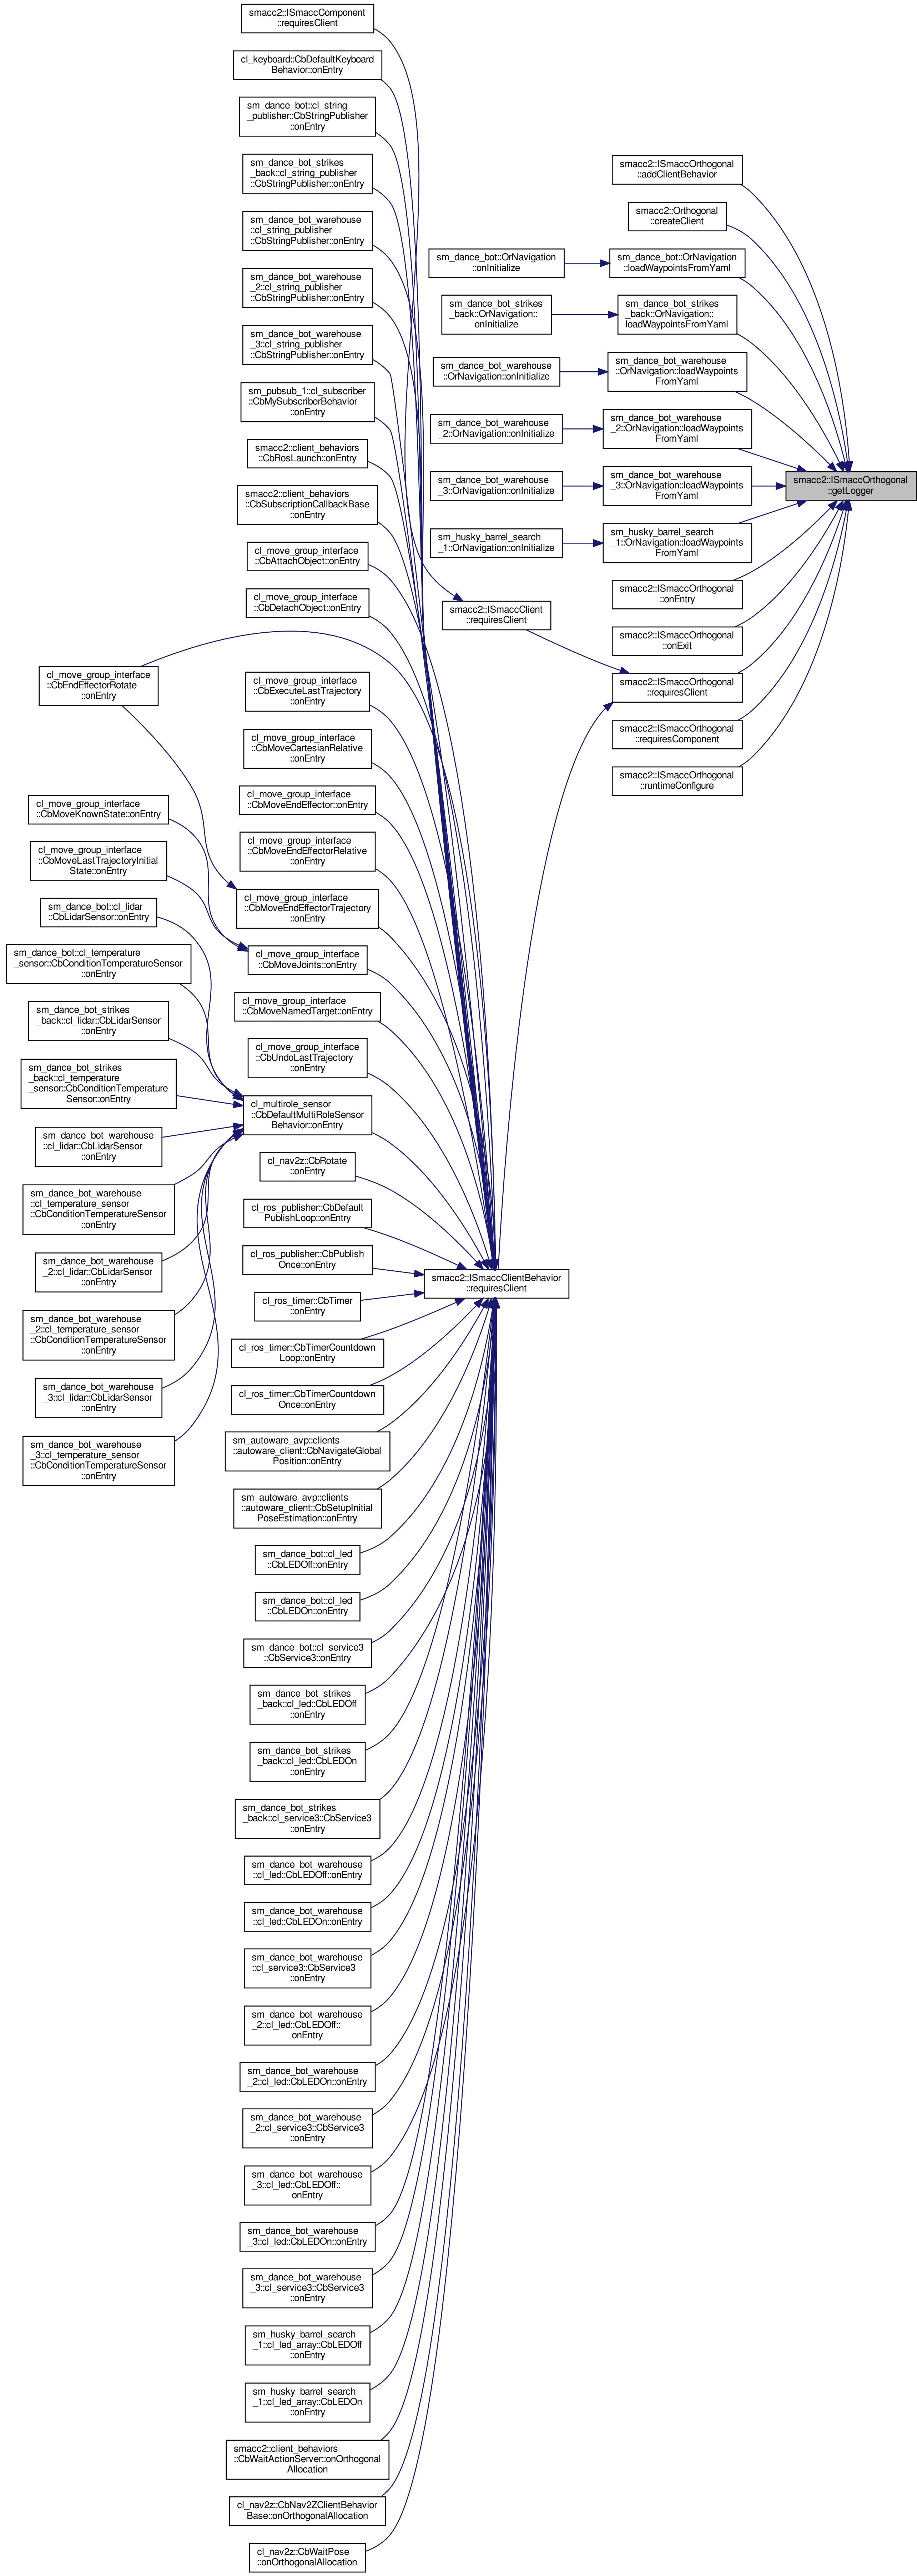 smacc2::ISmaccComponent
::requiresClient
cl_keyboard::CbDefaultKeyboard
Behavior::onEntry
sm_dance_bot::cl_string
_publisher::CbStringPublisher
::onEntry
sm_dance_bot_strikes
_back::cl_string_publisher
::CbStringPublisher::onEntry
sm_dance_bot_warehouse
::cl_string_publisher
::CbStringPublisher::onEntry
sm_dance_bot_warehouse
_2::cl_string_publisher
::CbStringPublisher::onEntry
sm_dance_bot_warehouse
_3::cl_string_publisher
::CbStringPublisher::onEntry
sm_pubsub_1::cl_subscriber
::CbMySubscriberBehavior
::onEntry
smacc2::client_behaviors
::CbRosLaunch::onEntry
smacc2::client_behaviors
::CbSubscriptionCallbackBase
::onEntry
cl_move_group_interface
::CbAttachObject::onEntry
cl_move_group_interface
::CbDetachObject::onEntry
cl_move_group_interface
::CbEndEffectorRotate
::onEntry
cl_move_group_interface
::CbExecuteLastTrajectory
::onEntry
cl_move_group_interface
::CbMoveCartesianRelative
::onEntry
cl_move_group_interface
::CbMoveEndEffector::onEntry
cl_move_group_interface
::CbMoveEndEffectorRelative
::onEntry
cl_move_group_interface
::CbMoveEndEffectorTrajectory
::onEntry
cl_move_group_interface
::CbMoveKnownState::onEntry
cl_move_group_interface
::CbMoveLastTrajectoryInitial
State::onEntry
cl_move_group_interface
::CbMoveJoints::onEntry
cl_move_group_interface
::CbMoveNamedTarget::onEntry
cl_move_group_interface
::CbUndoLastTrajectory
::onEntry
sm_dance_bot::cl_lidar
::CbLidarSensor::onEntry
sm_dance_bot::cl_temperature
_sensor::CbConditionTemperatureSensor
::onEntry
sm_dance_bot_strikes
_back::cl_lidar::CbLidarSensor
::onEntry
sm_dance_bot_strikes
_back::cl_temperature
_sensor::CbConditionTemperature
Sensor::onEntry
sm_dance_bot_warehouse
::cl_lidar::CbLidarSensor
::onEntry
sm_dance_bot_warehouse
::cl_temperature_sensor
::CbConditionTemperatureSensor
::onEntry
sm_dance_bot_warehouse
_2::cl_lidar::CbLidarSensor
::onEntry
sm_dance_bot_warehouse
_2::cl_temperature_sensor
::CbConditionTemperatureSensor
::onEntry
sm_dance_bot_warehouse
_3::cl_lidar::CbLidarSensor
::onEntry
sm_dance_bot_warehouse
_3::cl_temperature_sensor
::CbConditionTemperatureSensor
::onEntry
cl_multirole_sensor
::CbDefaultMultiRoleSensor
Behavior::onEntry
cl_nav2z::CbRotate
::onEntry
cl_ros_publisher::CbDefault
PublishLoop::onEntry
cl_ros_publisher::CbPublish
Once::onEntry
cl_ros_timer::CbTimer
::onEntry
cl_ros_timer::CbTimerCountdown
Loop::onEntry
cl_ros_timer::CbTimerCountdown
Once::onEntry
sm_autoware_avp::clients
::autoware_client::CbNavigateGlobal
Position::onEntry
sm_autoware_avp::clients
::autoware_client::CbSetupInitial
PoseEstimation::onEntry
sm_dance_bot::cl_led
::CbLEDOff::onEntry
sm_dance_bot::cl_led
::CbLEDOn::onEntry
sm_dance_bot::cl_service3
::CbService3::onEntry
sm_dance_bot_strikes
_back::cl_led::CbLEDOff
::onEntry
sm_dance_bot_strikes
_back::cl_led::CbLEDOn
::onEntry
sm_dance_bot_strikes
_back::cl_service3::CbService3
::onEntry
sm_dance_bot_warehouse
::cl_led::CbLEDOff::onEntry
sm_dance_bot_warehouse
::cl_led::CbLEDOn::onEntry
sm_dance_bot_warehouse
::cl_service3::CbService3
::onEntry
sm_dance_bot_warehouse
_2::cl_led::CbLEDOff::
onEntry
sm_dance_bot_warehouse
_2::cl_led::CbLEDOn::onEntry
sm_dance_bot_warehouse
_2::cl_service3::CbService3
::onEntry
sm_dance_bot_warehouse
_3::cl_led::CbLEDOff::
onEntry
sm_dance_bot_warehouse
_3::cl_led::CbLEDOn::onEntry
sm_dance_bot_warehouse
_3::cl_service3::CbService3
::onEntry
sm_husky_barrel_search
_1::cl_led_array::CbLEDOff
::onEntry
sm_husky_barrel_search
_1::cl_led_array::CbLEDOn
::onEntry
smacc2::client_behaviors
::CbWaitActionServer::onOrthogonal
Allocation
cl_nav2z::CbNav2ZClientBehavior
Base::onOrthogonalAllocation
cl_nav2z::CbWaitPose
::onOrthogonalAllocation
sm_dance_bot::OrNavigation
::onInitialize
sm_dance_bot_strikes
_back::OrNavigation::
onInitialize
sm_dance_bot_warehouse
::OrNavigation::onInitialize
sm_dance_bot_warehouse
_2::OrNavigation::onInitialize
sm_dance_bot_warehouse
_3::OrNavigation::onInitialize
sm_husky_barrel_search
_1::OrNavigation::onInitialize
smacc2::ISmaccClient
::requiresClient
smacc2::ISmaccClientBehavior
::requiresClient
smacc2::ISmaccOrthogonal
::addClientBehavior
smacc2::Orthogonal
::createClient
sm_dance_bot::OrNavigation
::loadWaypointsFromYaml
sm_dance_bot_strikes
_back::OrNavigation::
loadWaypointsFromYaml
sm_dance_bot_warehouse
::OrNavigation::loadWaypoints
FromYaml
sm_dance_bot_warehouse
_2::OrNavigation::loadWaypoints
FromYaml
sm_dance_bot_warehouse
_3::OrNavigation::loadWaypoints
FromYaml
sm_husky_barrel_search
_1::OrNavigation::loadWaypoints
FromYaml
smacc2::ISmaccOrthogonal
::onEntry
smacc2::ISmaccOrthogonal
::onExit
smacc2::ISmaccOrthogonal
::requiresClient
smacc2::ISmaccOrthogonal
::requiresComponent
smacc2::ISmaccOrthogonal
::runtimeConfigure
smacc2::ISmaccOrthogonal
::getLogger